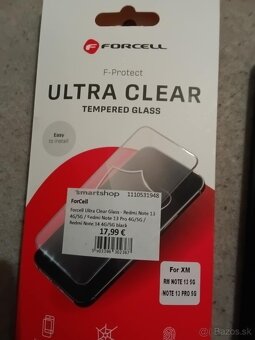 FORCELL
F-Protect
ULTRA CLEAR
TEMPERED GLASS
Easy
to install
smartshop 1110531948
ForCell
Forcell Ultra Clear Glass - Redmi Note 13
4G/5G / Redmi Note 13 Pro 4G/5G /
Redmi Note 14 4G/5G black
17,99 €
For XM
RM NOTE 13 5G
NOTE 13 PRO 5G
bazos.sk